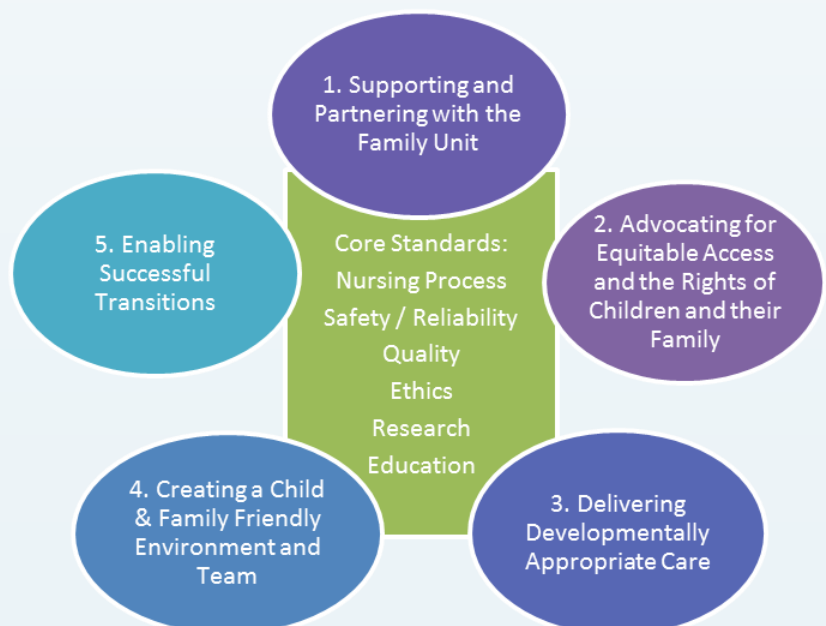 1. Supporting and
Partnering with the
Family Unit
2. Advocating for
Equitable Access
and the Rights of
Children and their
Family
3. Delivering
Developmentally
Appropriate Care
4. Creating a Child
& Family Friendly
Environment and
Team
5. Enabling
Successful
Transitions
Core Standards:
Nursing Process
Safety / Reliability
Quality
Ethics
Research
Education